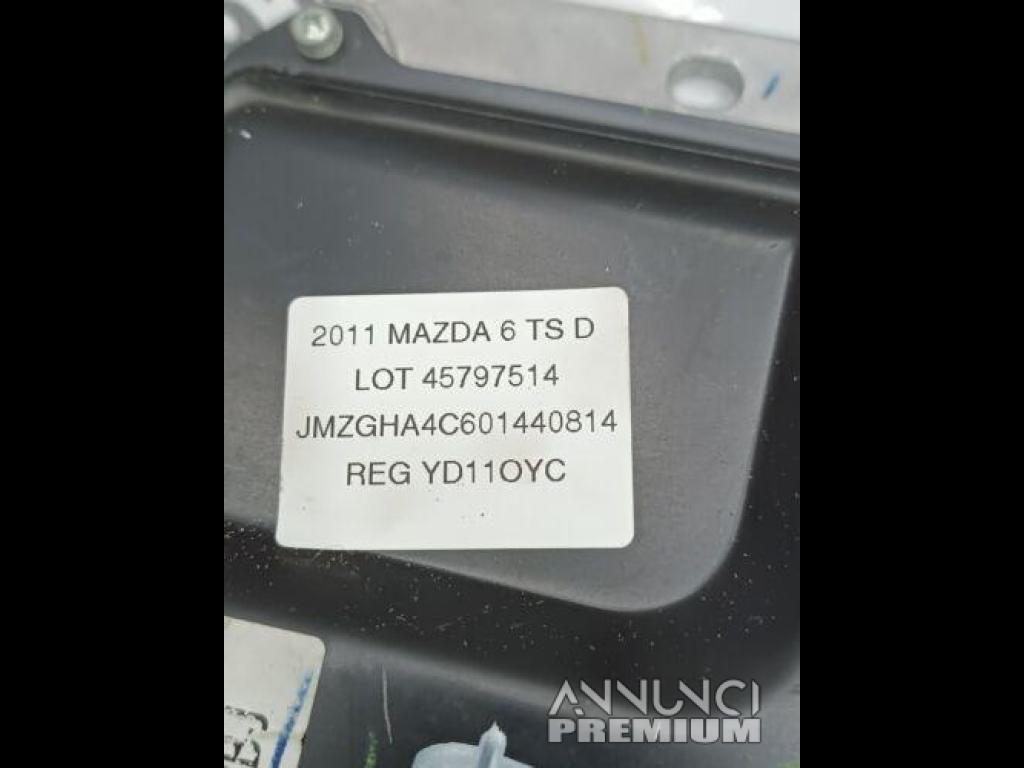 2011 MAZDA 6 TS D
LOT 45797514
JMZGHA4C601440814
REG YD11OYC
ANNUNCI
PREMIUM